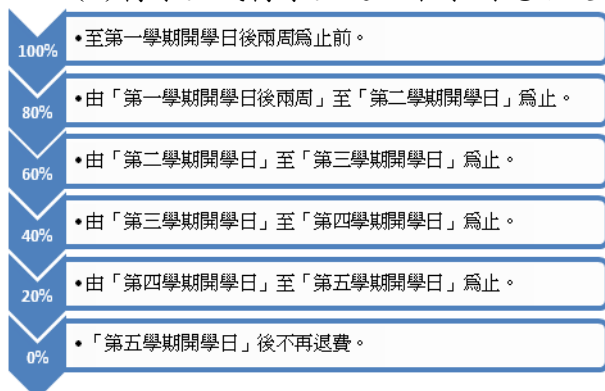 100%
•至第一學期開學日後兩周為止前。
80%
•由「第一學期開學日後兩周」至「第二學期開學日」為止。
60%
•由「第二學期開學日」至「第三學期開學日」為止。
40%
•由「第三學期開學日」至「第四學期開學日」為止。
20%
•由「第四學期開學日」至「第五學期開學日」為止。
0%
•「第五學期開學日」後不再退費。